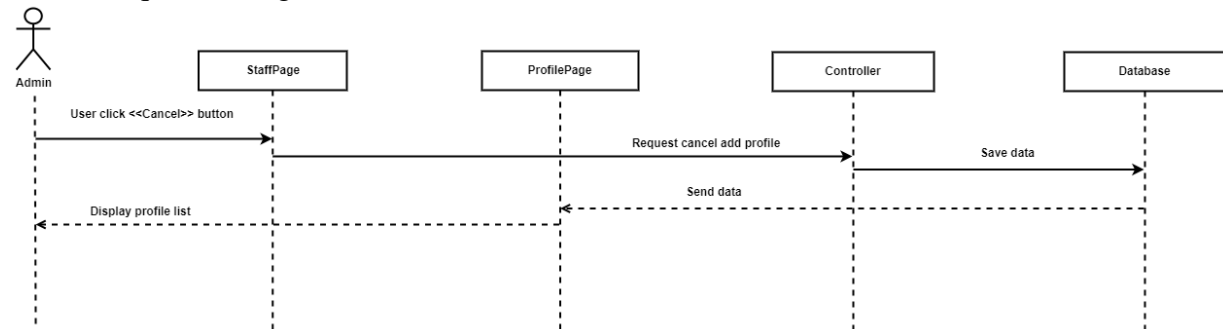 Admin
StaffPage
ProfilePage
Controller
Database
User click <<Cancel>> button
Request cancel add profile
Save data
Send data
Display profile list